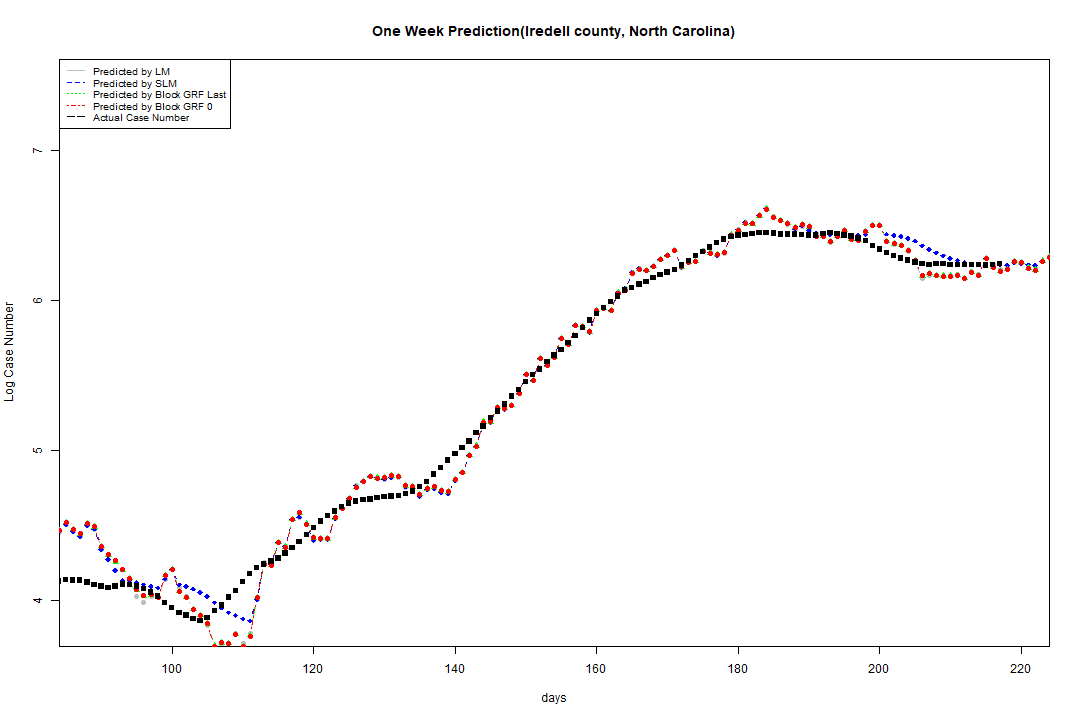 One Week Prediction(Iredell county, North Carolina)
Predicted by LM
Predicted by SLM
Predicted by Block GRF Last
Predicted by Block GRF 0
Actual Case Number
7
6
5
4
Log Case Number
100 120 140 160 180 200 220
days